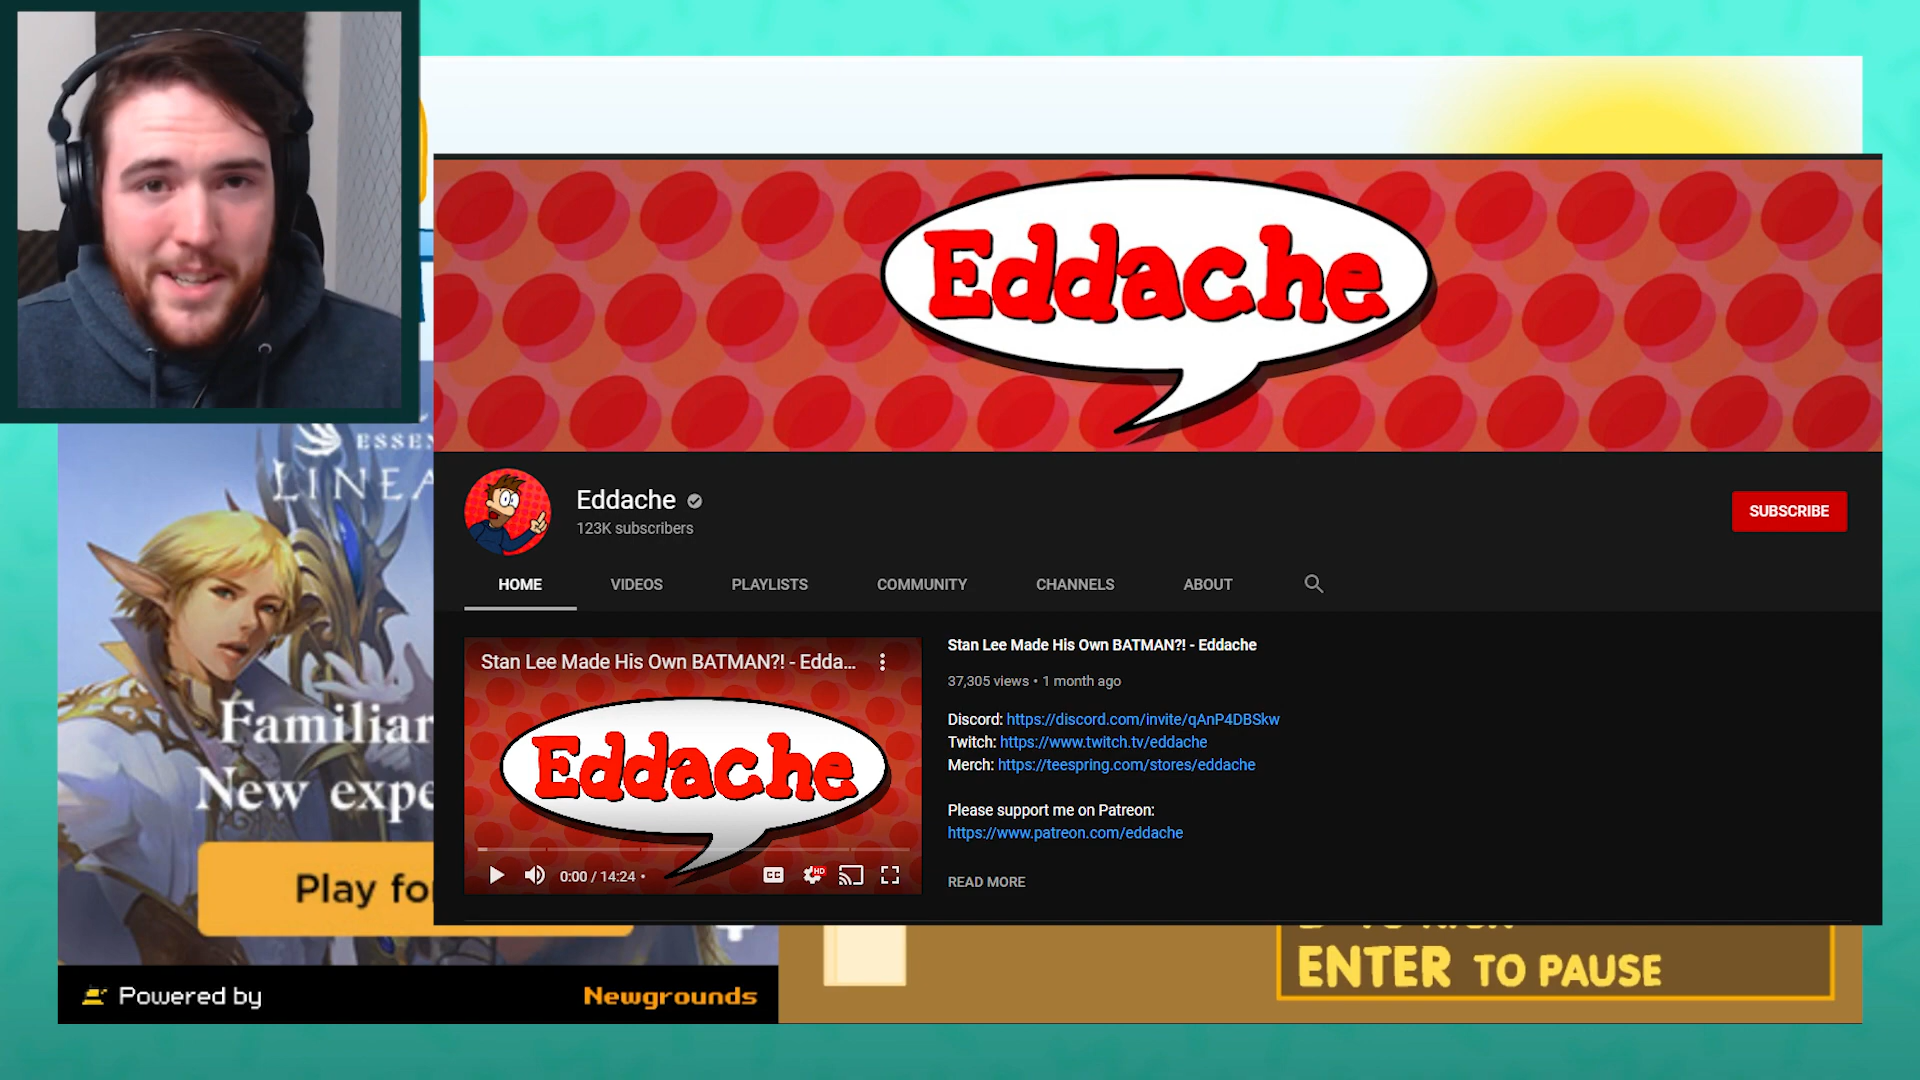 Eddache
Eddache
123K subscribers
SUBSCRIBE
HOME
VIDEOS
PLAYLISTS
COMMUNITY
CHANNELS
ABOUT
Stan Lee Made His Own BATMAN?! - Edda...
Eddache
0:00 / 14:24 •
CC
HD
Stan Lee Made His Own BATMAN?! - Eddache
37,305 views • 1 month ago
Discord: https://discord.com/invite/qAnP4DBSkw
Twitch: https://www.twitch.tv/eddache
Merch: https://teespring.com/stores/eddache
Please support me on Patreon:
https://www.patreon.com/eddache
READ MORE
ESSEN
LINEA
Familiar
New expe
Play fo
Powered by
Newgrounds
ENTER TO PAUSE